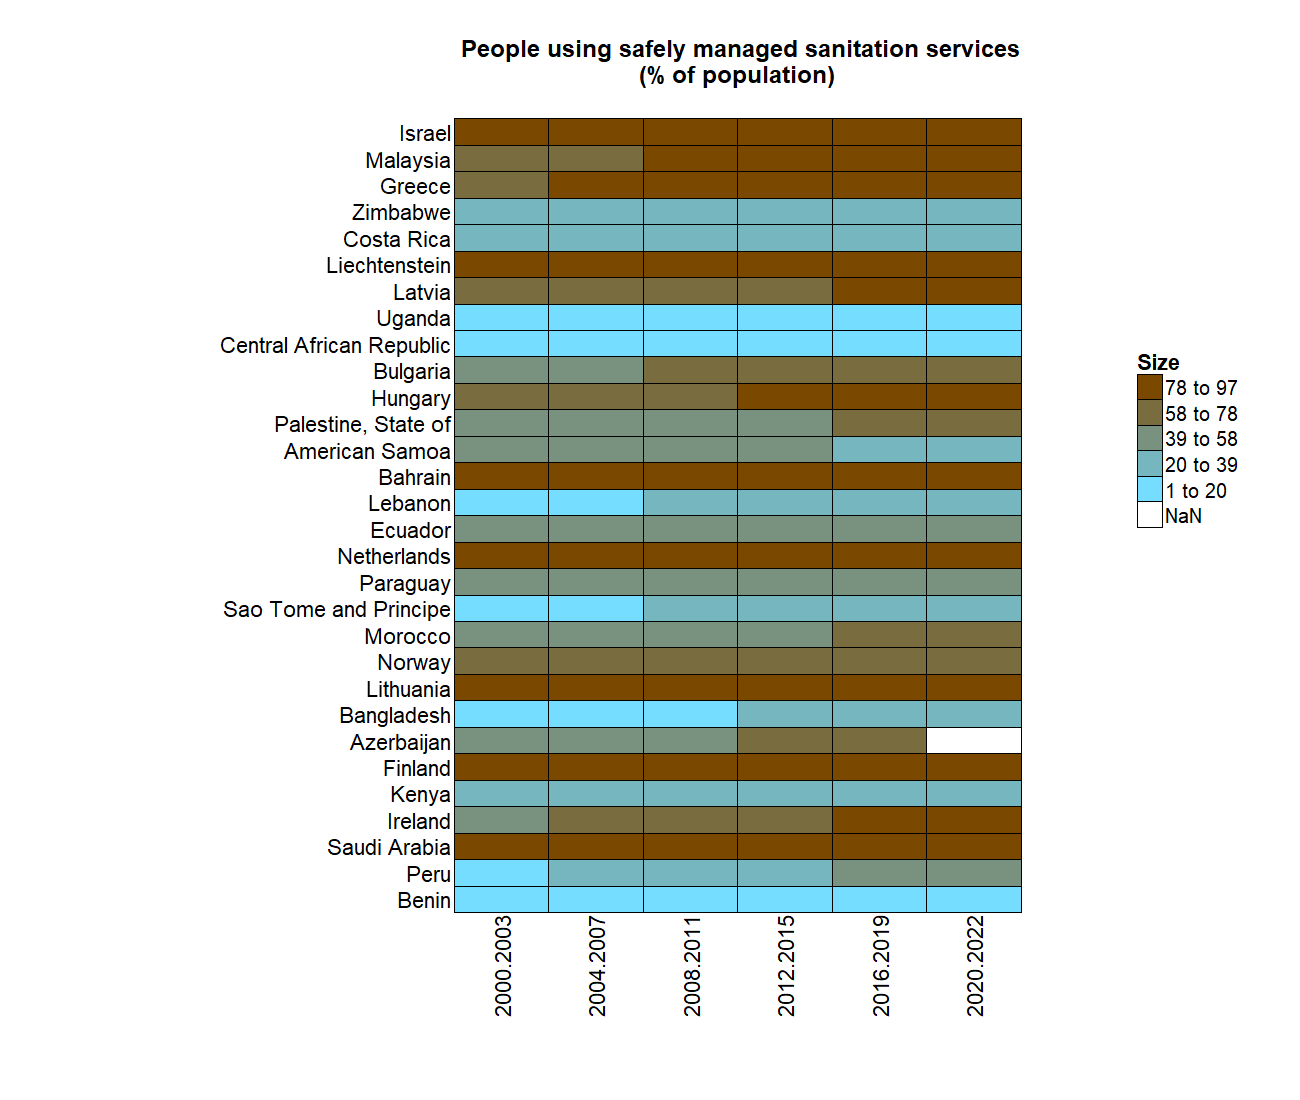 People using safely managed sanitation services
(% of population)
Israel
Malaysia
Greece
Zimbabwe
Costa Rica
Liechtenstein
Latvia
Uganda
Central African Republic
Bulgaria
Hungary
Palestine, State of
American Samoa
Bahrain
Lebanon
Ecuador
Netherlands
Paraguay
Sao Tome and Principe
Morocco
Norway
Lithuania
Bangladesh
Azerbaijan
Finland
Kenya
Ireland
Saudi Arabia
Peru
Benin
2000.2003
2004.2007
2008.2011
2012.2015
2016.2019
2020.2022
Size
78 to 97
58 to 78
39 to 58
20 to 39
1 to 20
NaN